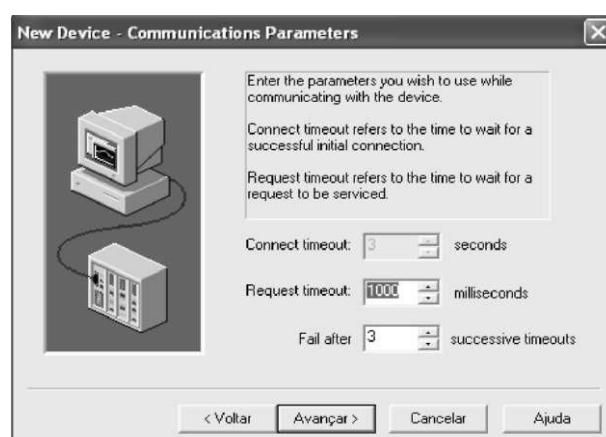 New Device - Communications Parameters
Enter the parameters you wish to use while
communicating with the device.
Connect timeout refers to the time to wait for a
successful initial connection.
Request timeout refers to the time to wait for a
request to be serviced.
Connect timeout: 3 seconds
Request timeout: 1000 milliseconds
Fail after 3 successive timeouts
< Voltar Avançar > Cancelar Ajuda